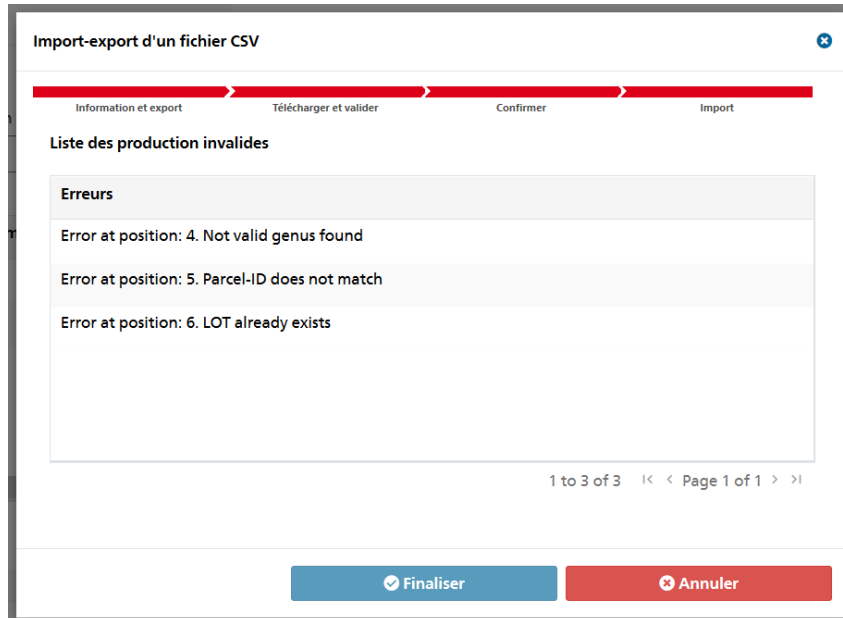 Import-export d'un fichier CSV
Information et export
Télécharger et valider
Confirmer
Import
Liste des production invalides
Erreurs
Error at position: 4. Not valid genus found
Error at position: 5. Parcel-ID does not match
Error at position: 6. LOT already exists
1 to 3 of 3
Page 1 of 1
Finaliser
Annuler